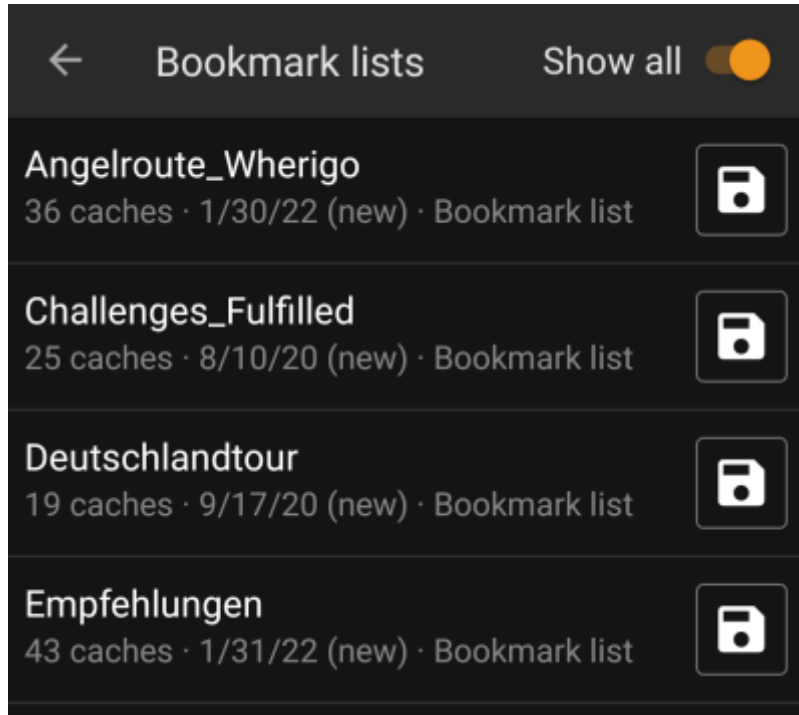 Bookmark lists Show all
Angelroute_Wherigo
36 caches · 1/30/22 (new) · Bookmark list
Challenges_Fulfilled
25 caches · 8/10/20 (new) · Bookmark list
Deutschlandtour
19 caches · 9/17/20 (new) · Bookmark list
Empfehlungen
43 caches · 1/31/22 (new) · Bookmark list